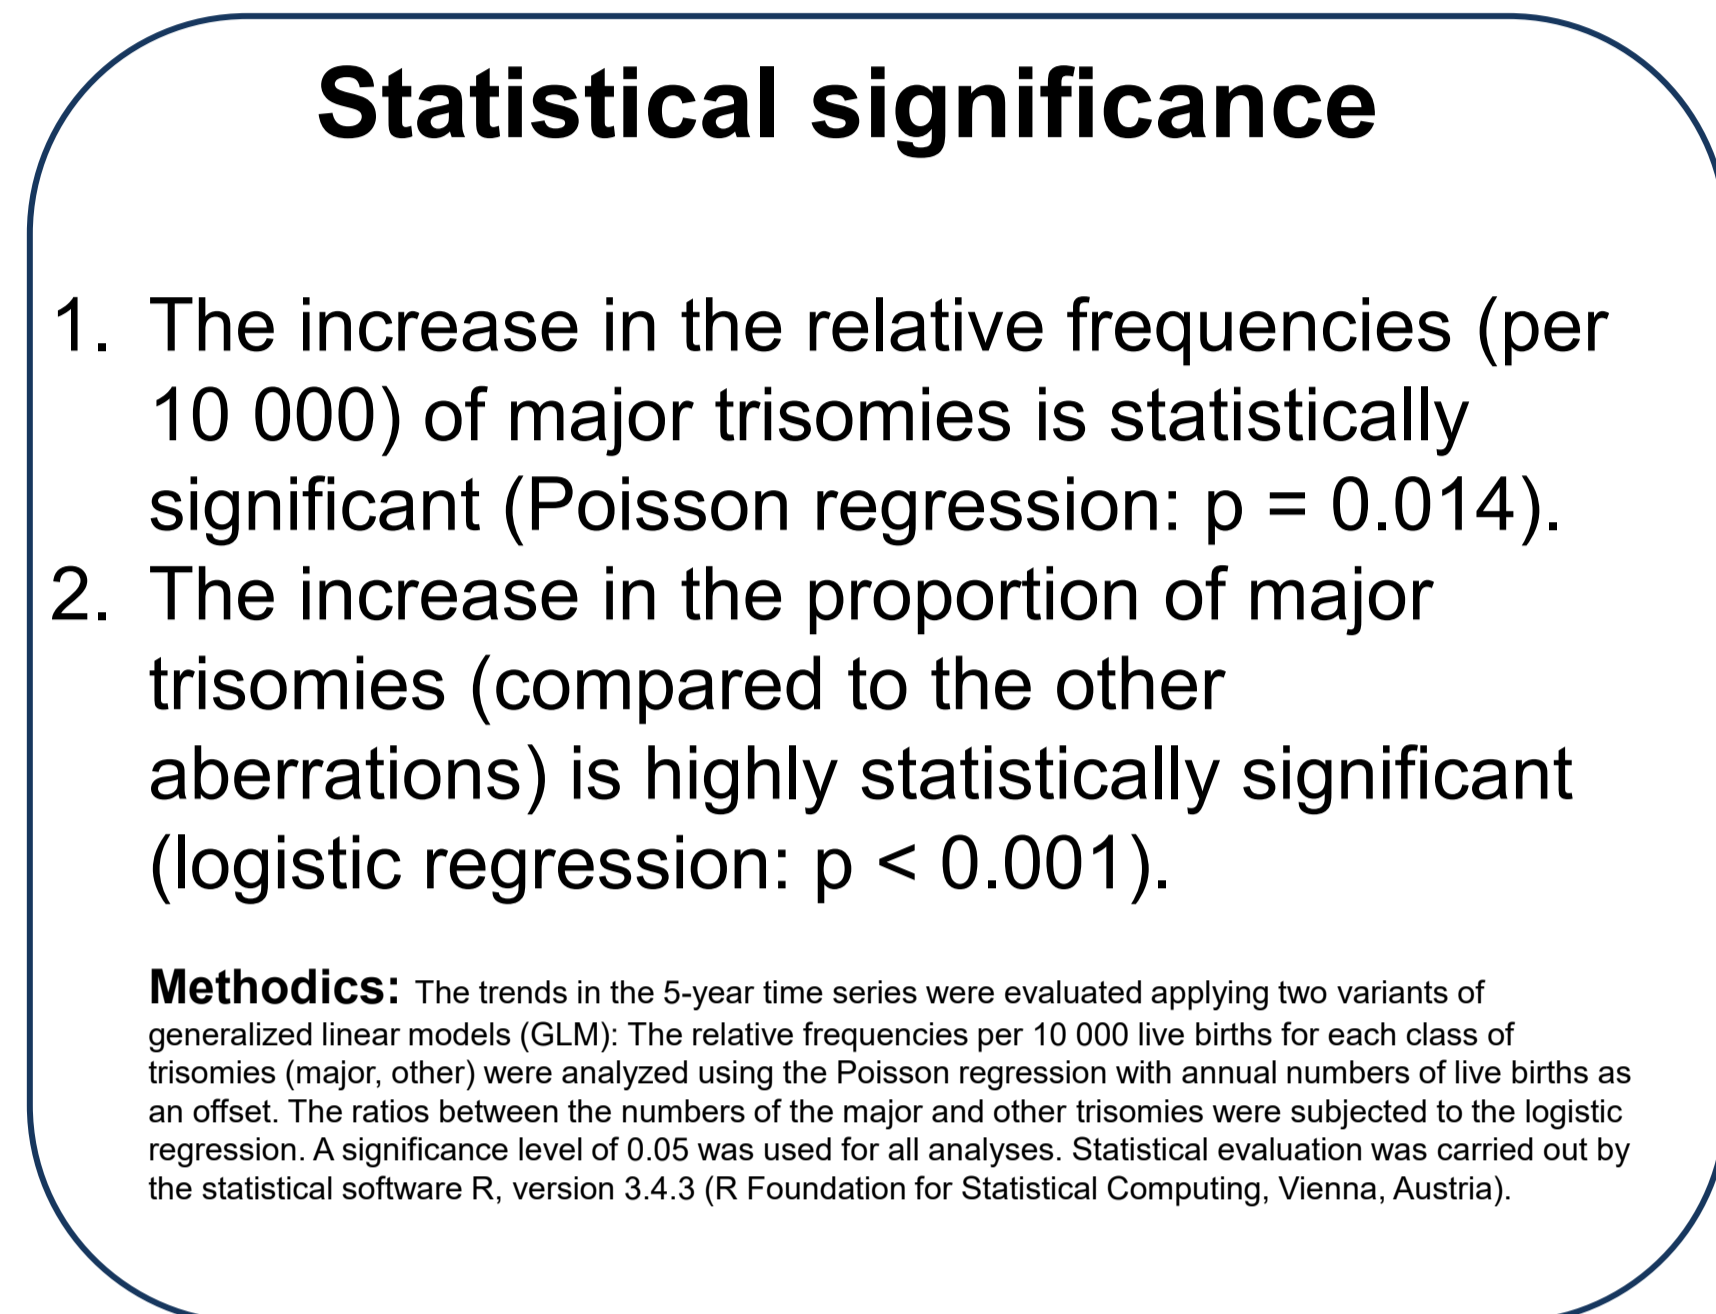 Statistical significance
1. The increase in the relative frequencies (per
10 000) of major trisomies is statistically
significant (Poisson regression: p = 0.014).
2. The increase in the proportion of major
trisomies (compared to the other
aberrations) is highly statistically significant
(logistic regression: p < 0.001).
Methodics: The trends in the 5-year time series were evaluated applying two variants of
generalized linear models (GLM): The relative frequencies per 10 000 live births for each class of
trisomies (major, other) were analyzed using the Poisson regression with annual numbers of live births as
an offset. The ratios between the numbers of the major and other trisomies were subjected to the logistic
regression. A significance level of 0.05 was used for all analyses. Statistical evaluation was carried out by
the statistical software R, version 3.4.3 (R Foundation for Statistical Computing, Vienna, Austria).